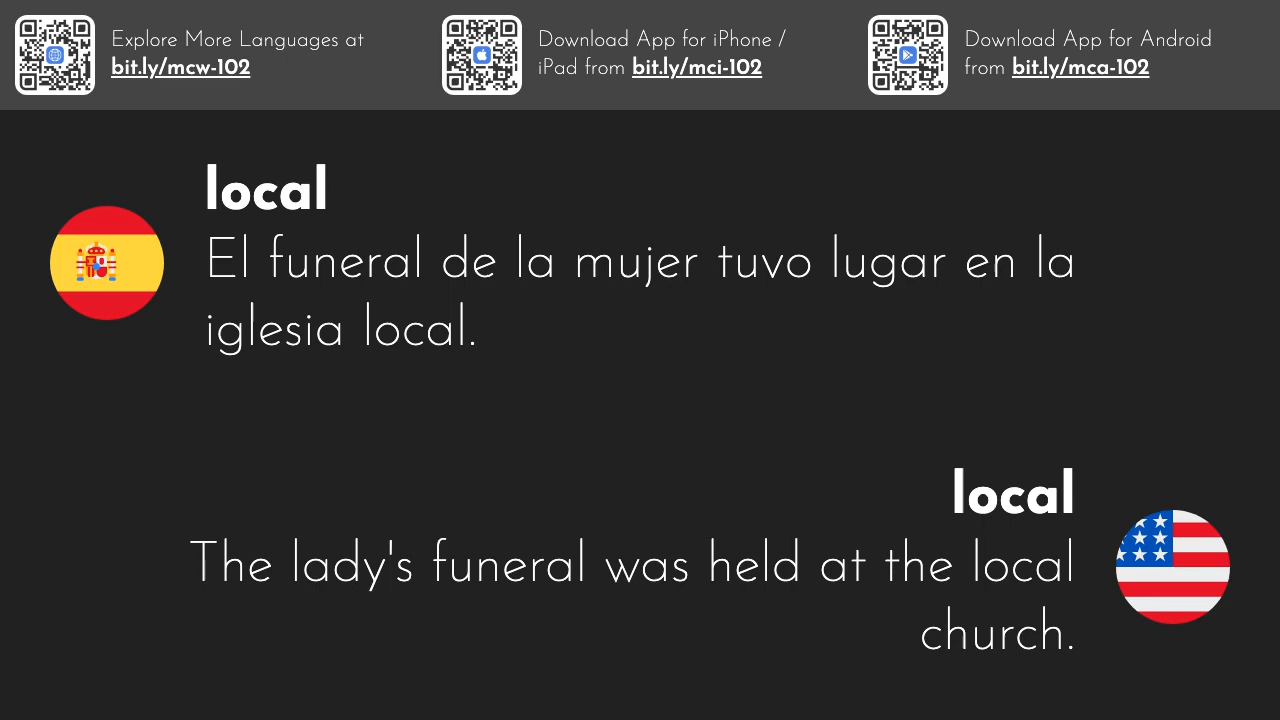 Explore More Languages at
bit.ly/mcw-102
Download App for iPhone /
iPad from bit.ly/mci-102
Download App for Android
from bit.ly/mca-102
local
El funeral de la mujer tuvo lugar en la
iglesia local.
local
The lady's funeral was held at the local
church.